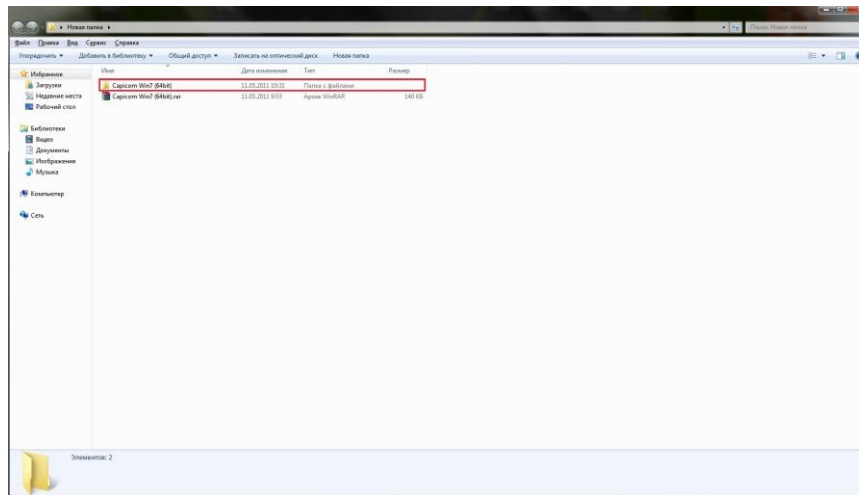 Новая папка
Поиск: Новая папка
Файл Правка Вид Сервис Справка
Упорядочить Добавить в библиотеку Общий доступ Записать на оптический диск Новая папка
Имя Дата изменения Тип Размер
Capicom Win7 (64bit) 11.05.2011 10:31 Папка с файлами
Capicom Win7 (64bit).rar 11.05.2011 9:53 Архив WinRAR 140 КБ
Избранное
Загрузки
Недавние места
Рабочий стол
Библиотеки
Видео
Документы
Изображения
Музыка
Компьютер
Сеть
Элементов: 2